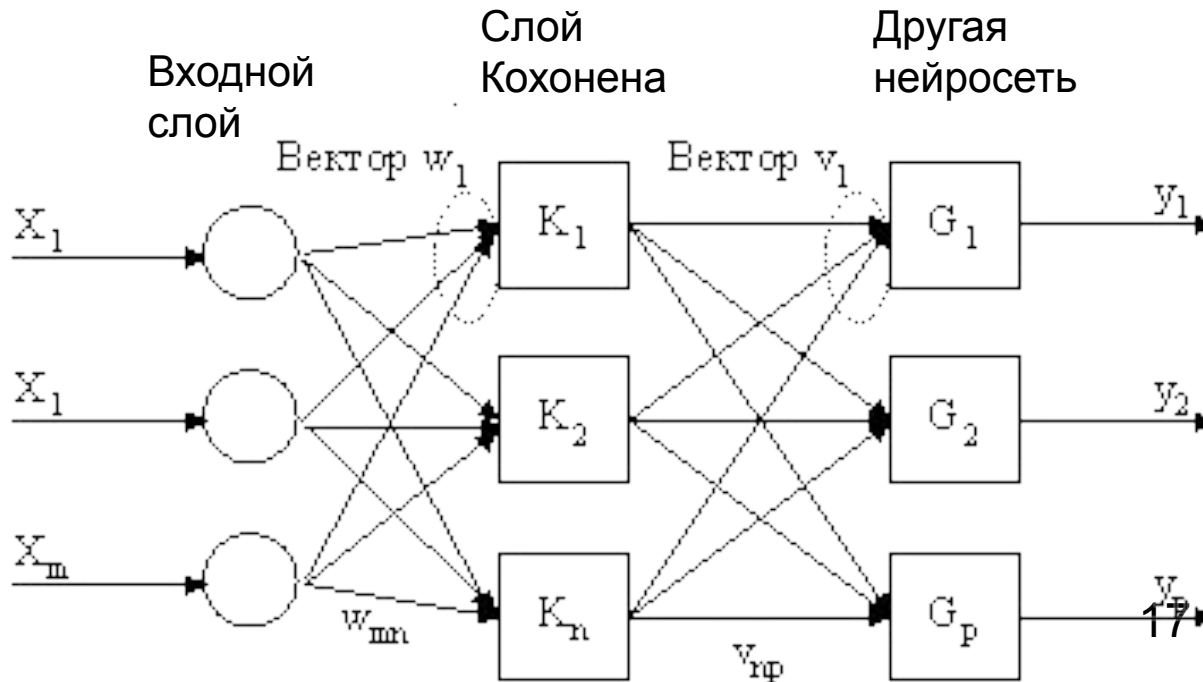 Слой
Кохонена
Другая
нейросеть
Входной
слой
Вектор w₁
Вектор v₁
X₁
K₁
G₁
y₁
X₁
K₂
G₂
y₂
Xₘ
wₘₙ
Kₙ
vₙₚ
Gₚ
yₚ
17